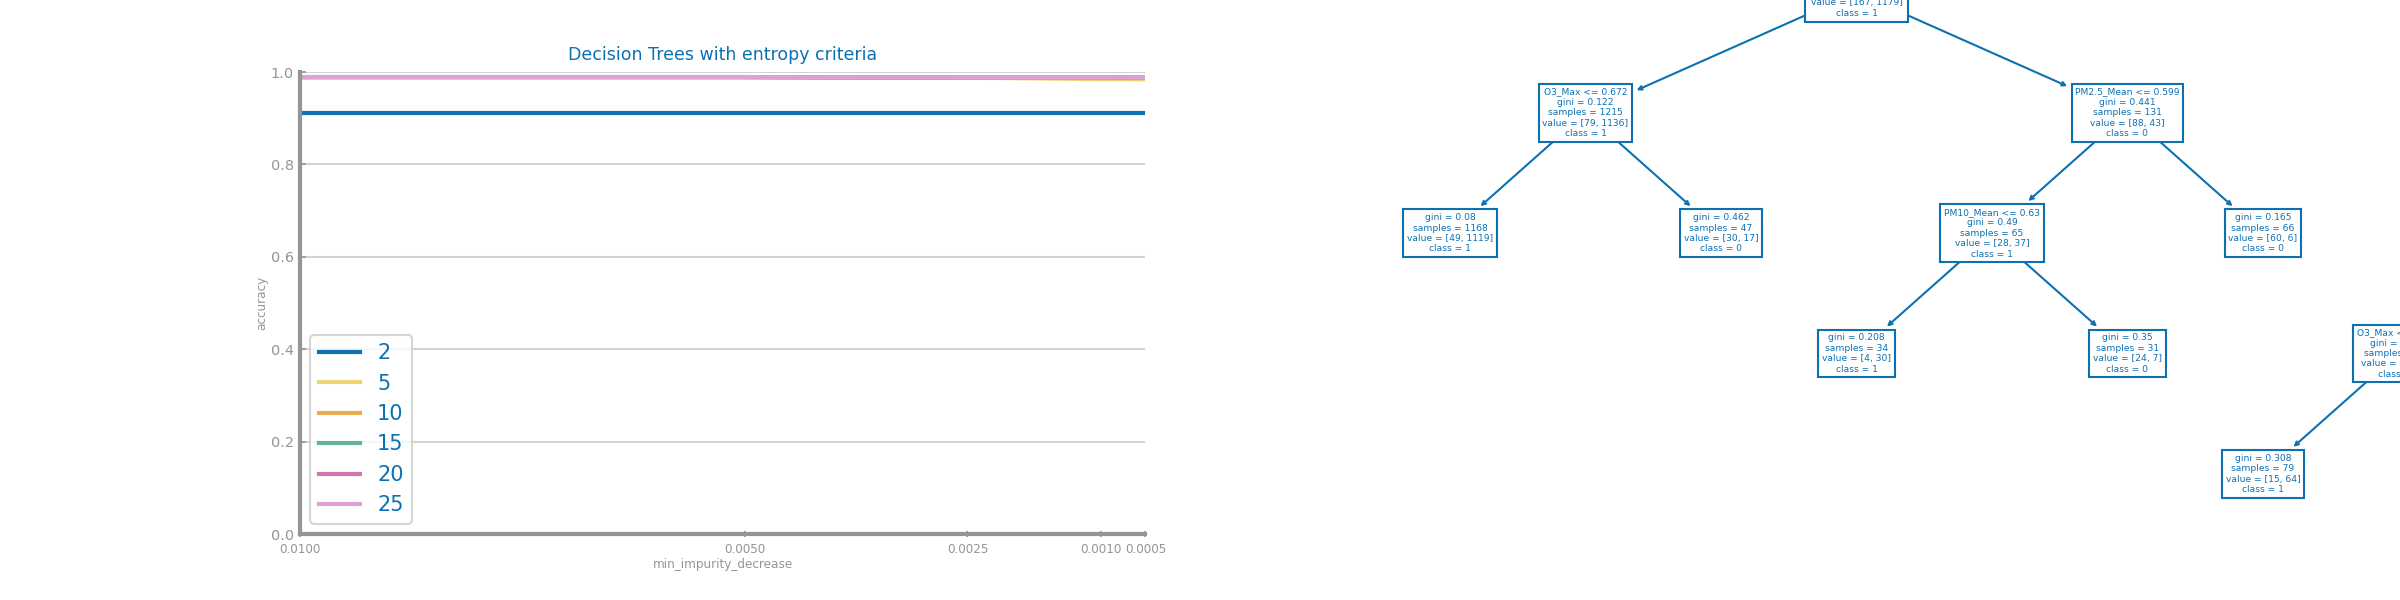 Decision Trees with entropy criteria
1.0
0.8
0.6
0.4
0.2
0.0
accuracy
2
5
10
15
20
25
0.0100
0.0050
0.0025
0.0010
0.0005
min_impurity_decrease
value = [167, 1179]
class = 1
O3_Max <= 0.672
gini = 0.122
samples = 1215
value = [79, 1136]
class = 1
PM2.5_Mean <= 0.599
gini = 0.441
samples = 131
value = [88, 43]
class = 0
gini = 0.08
samples = 1168
value = [49, 1119]
class = 1
gini = 0.462
samples = 47
value = [30, 17]
class = 0
PM10_Mean <= 0.63
gini = 0.49
samples = 65
value = [28, 37]
class = 1
gini = 0.165
samples = 66
value = [60, 6]
class = 0
gini = 0.208
samples = 34
value = [4, 30]
class = 1
gini = 0.35
samples = 31
value = [24, 7]
class = 0
O3_Max <
gini =
samples
value =
class
gini = 0.308
samples = 79
value = [15, 64]
class = 1